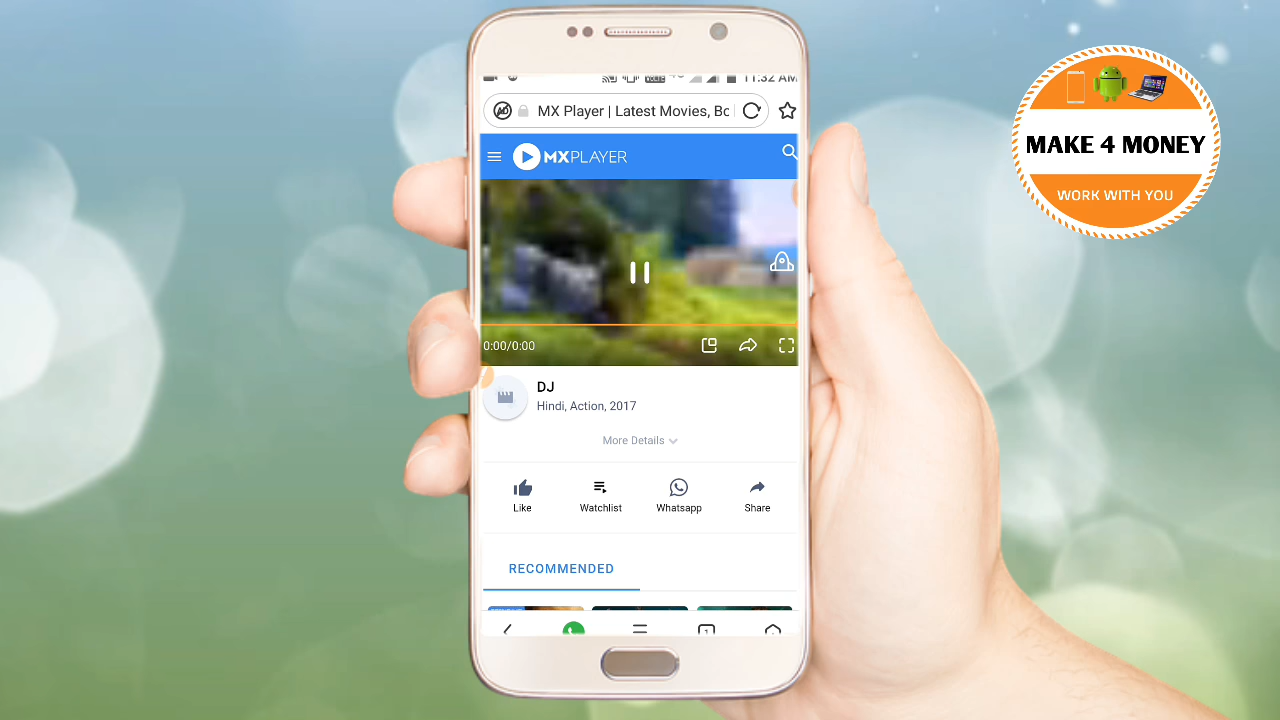 11:32 AM
MX Player | Latest Movies, Bo
MXPLAYER
0:00/0:00
DJ
Hindi, Action, 2017
More Details
Like
Watchlist
Whatsapp
Share
RECOMMENDED
1
MAKE 4 MONEY
WORK WITH YOU